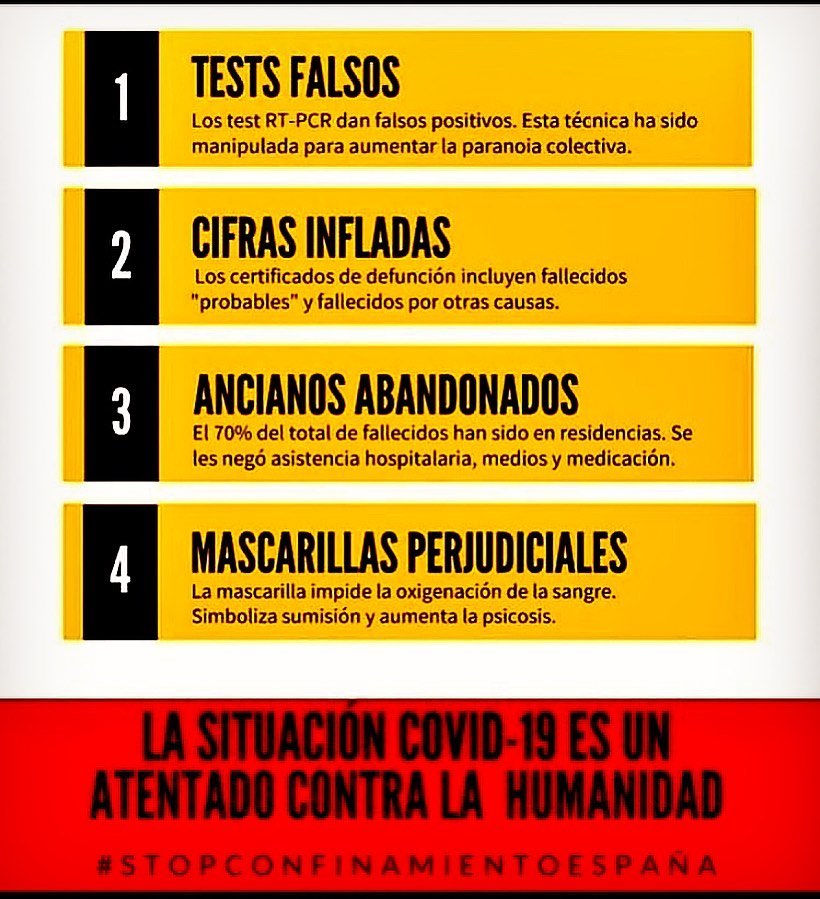 1
TESTS FALSOS
Los test RT-PCR dan falsos positivos. Esta técnica ha sido
manipulada para aumentar la paranoia colectiva.
2
CIFRAS INFLADAS
Los certificados de defunción incluyen fallecidos
"probables" y fallecidos por otras causas.
3
ANCIANOS ABANDONADOS
El 70% del total de fallecidos han sido en residencias. Se
les negó asistencia hospitalaria, medios y medicación.
4
MASCARILLAS PERJUDICIALES
La mascarilla impide la oxigenación de la sangre.
Simboliza sumisión y aumenta la psicosis.
LA SITUACIÓN COVID-19 ES UN
ATENTADO CONTRA LA HUMANIDAD
#STOPCONFINAMIENTOESPAÑA